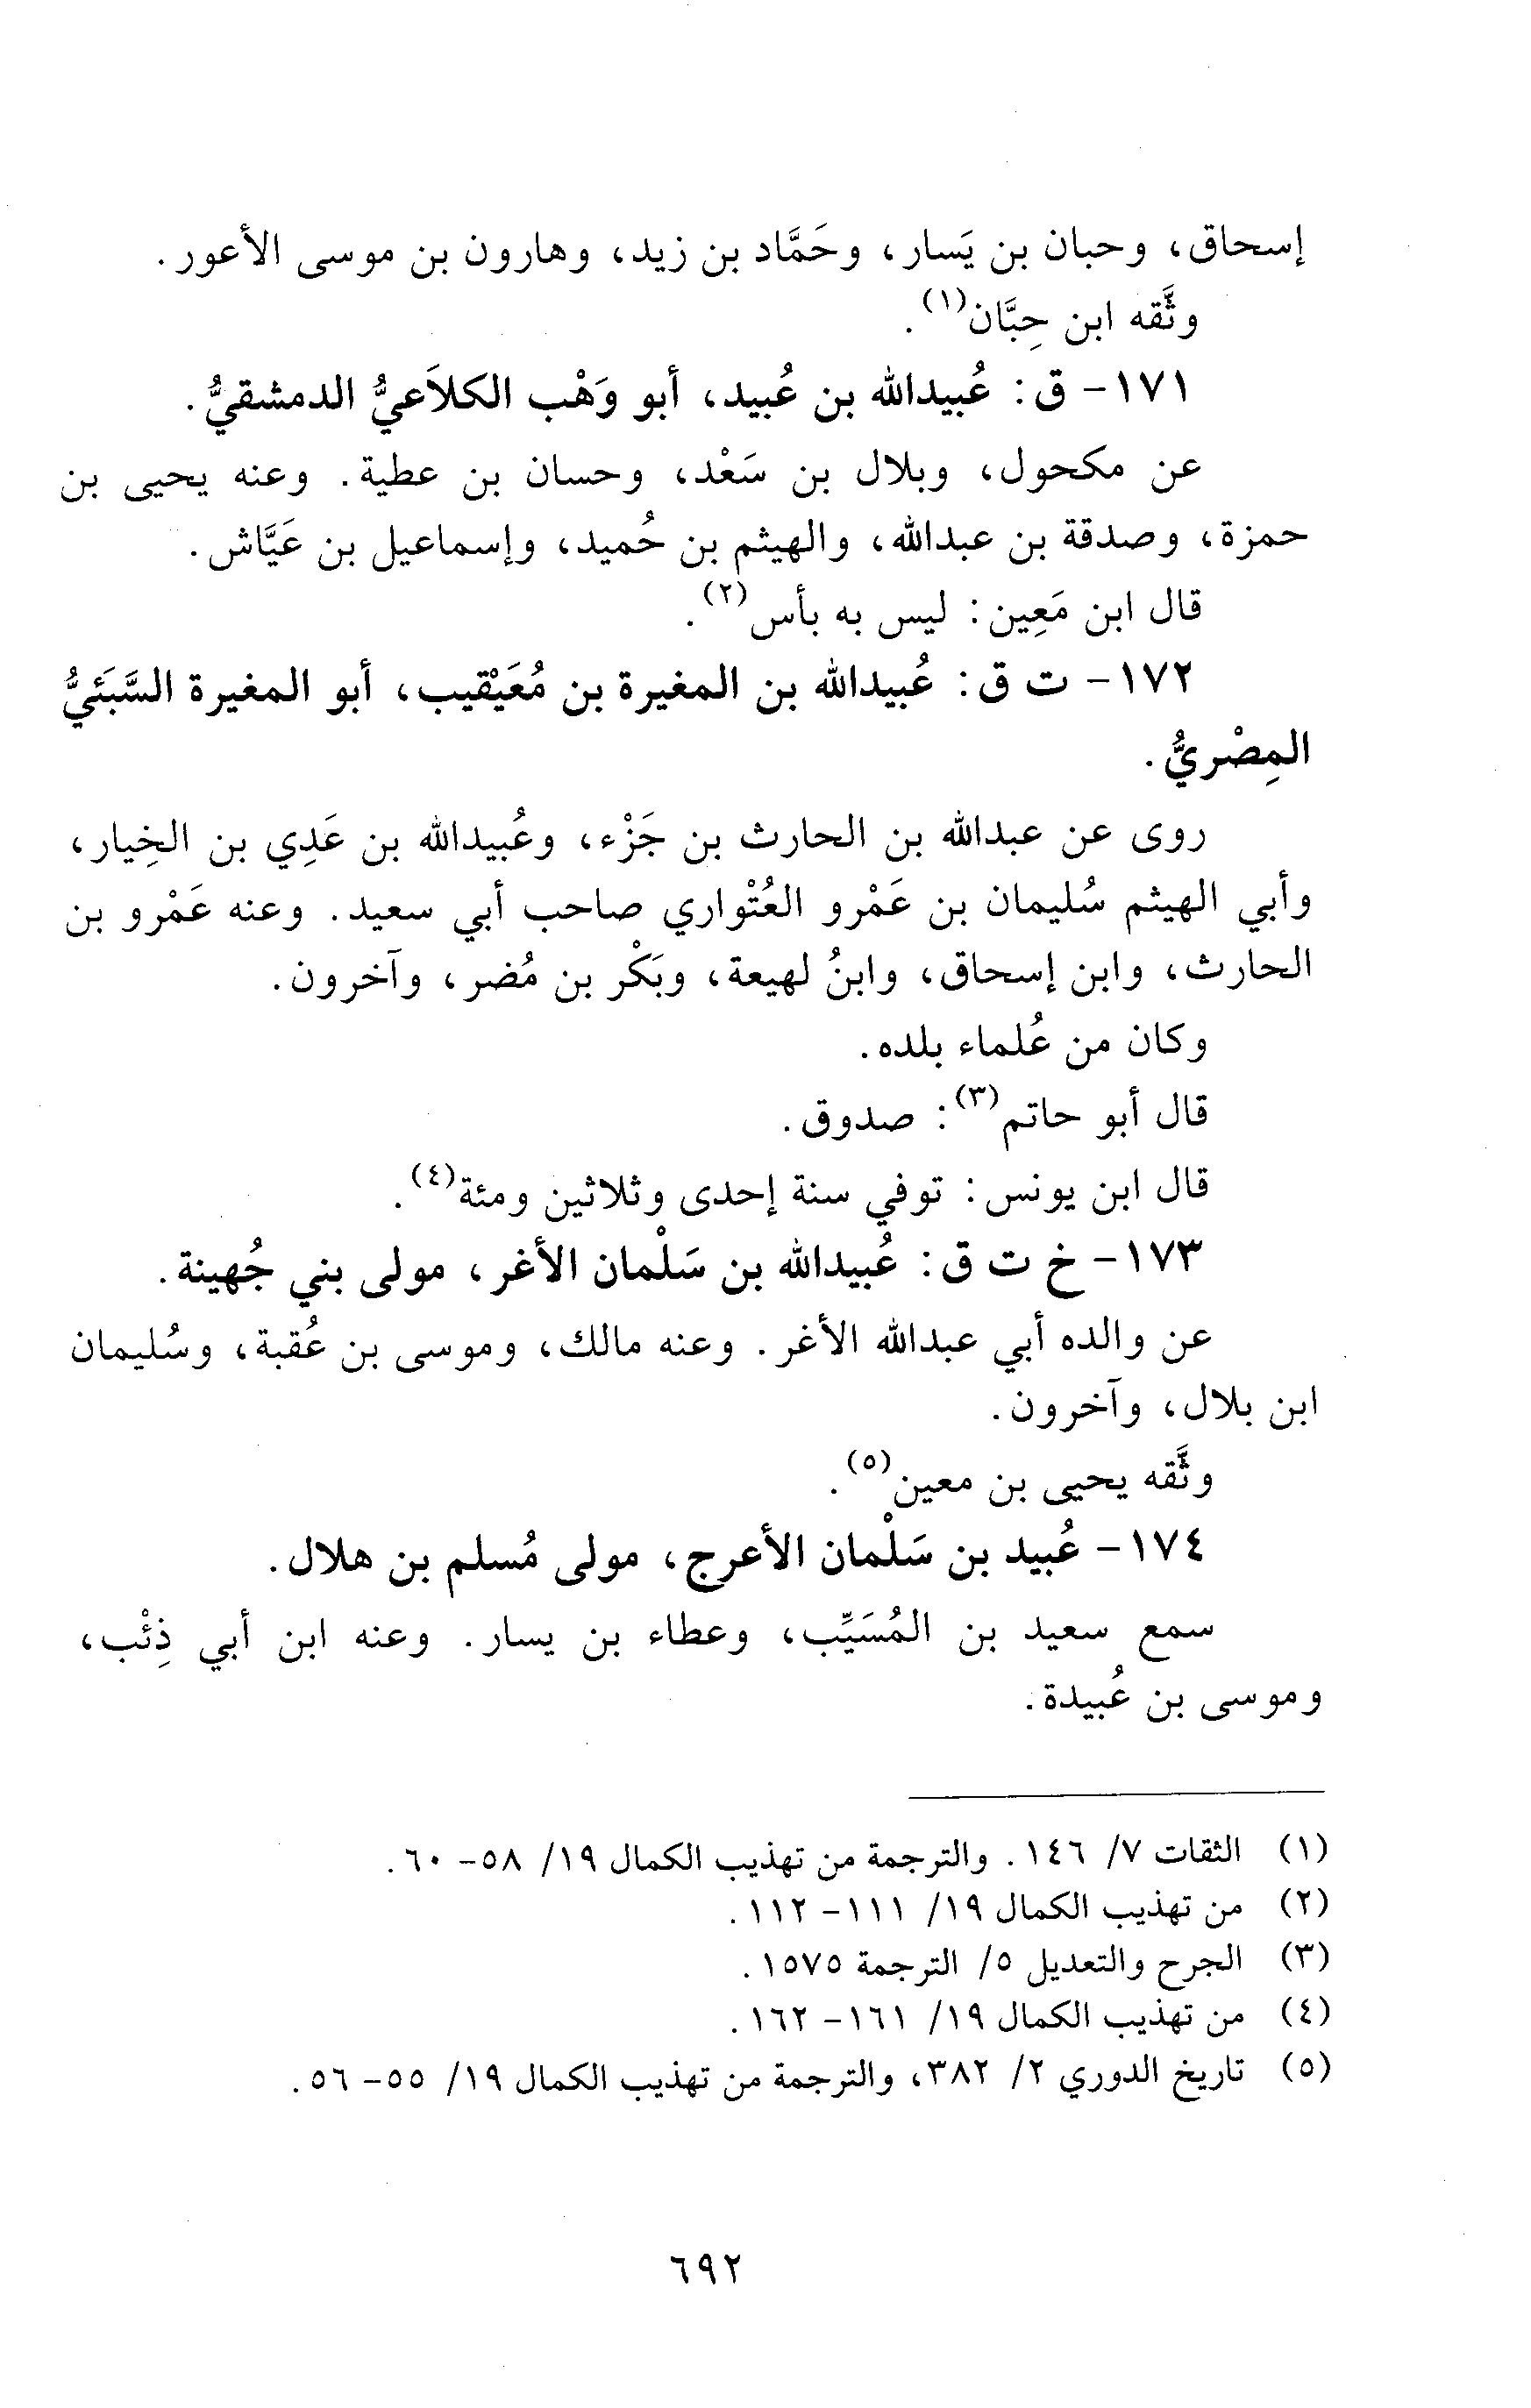 إسحاق، وحبان بن يَسار، وحَمَّاد بن زيد، وهارون بن موسى الأعور.
وثَّقه ابن حِبَّان(١).
١٧١- ق: عُبيدالله بن عُبيد، أبو وَهْب الكلاَعيُّ الدمشقيُّ.
عن مكحول، وبلال بن سَعْد، وحسان بن عطية. وعنه يحيى بن
حمزة، وصدقة بن عبدالله، والهيثم بن حُميد، وإسماعيل بن عَيَّاش.
قال ابن مَعِين: ليس به بأس(٢).
١٧٢- ت ق: عُبيدالله بن المغيرة بن مُعَيْقيب، أبو المغيرة السَّبَئيُّ
المِصْريُّ.
روى عن عبدالله بن الحارث بن جَزْء، وعُبيدالله بن عَدِي بن الخِيار،
وأبي الهيثم سُليمان بن عَمْرو العُتْواري صاحب أبي سعيد. وعنه عَمْرو بن
الحارث، وابن إسحاق، وابنُ لهيعة، وبَكْر بن مُضر، وآخرون.
وكان من عُلماء بلده.
قال أبو حاتم(٣): صدوق.
قال ابن يونس: توفي سنة إحدى وثلاثين ومئة(٤).
١٧٣- خ ت ق: عُبيدالله بن سَلْمان الأغر، مولى بني جُهينة.
عن والده أبي عبدالله الأغر. وعنه مالك، وموسى بن عُقبة، وسُليمان
ابن بلال، وآخرون.
وثَّقه يحيى بن معين(٥).
١٧٤- عُبيد بن سَلْمان الأعرج، مولى مُسلم بن هلال.
سمع سعيد بن المُسَيِّب، وعطاء بن يسار. وعنه ابن أبي ذِئْب،
وموسى بن عُبيدة.
(١) الثقات ٧/ ١٤٦. والترجمة من تهذيب الكمال ١٩/ ٥٨- ٦٠.
(٢) من تهذيب الكمال ١٩/ ١١١- ١١٢.
(٣) الجرح والتعديل ٥/ الترجمة ١٥٧٥.
(٤) من تهذيب الكمال ١٩/ ١٦١- ١٦٢.
(٥) تاريخ الدوري ٢/ ٣٨٢، والترجمة من تهذيب الكمال ١٩/ ٥٥- ٥٦.
٦٩٢